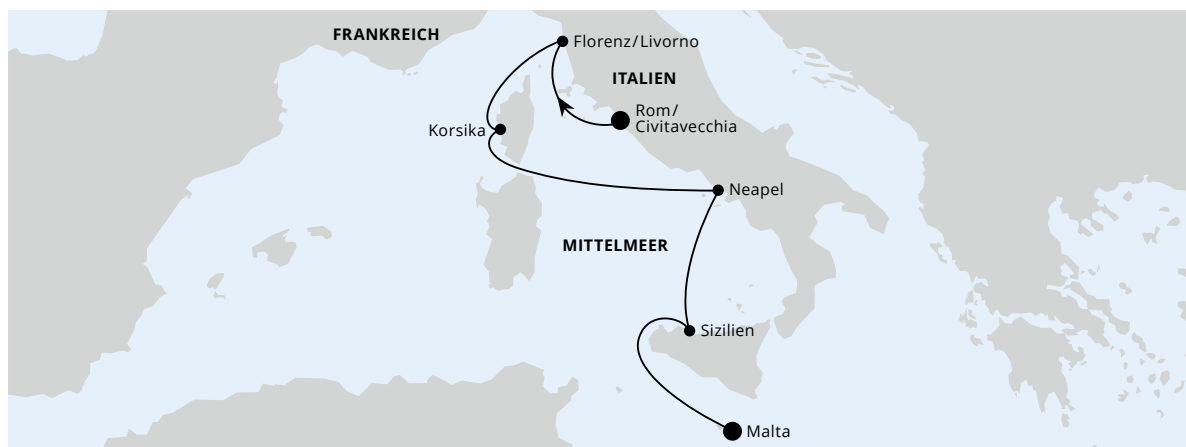 FRANKREICH
Florenz/Livorno
ITALIEN
Rom/
Civitavecchia
Korsika
Neapel
MITTELMEER
Sizilien
Malta